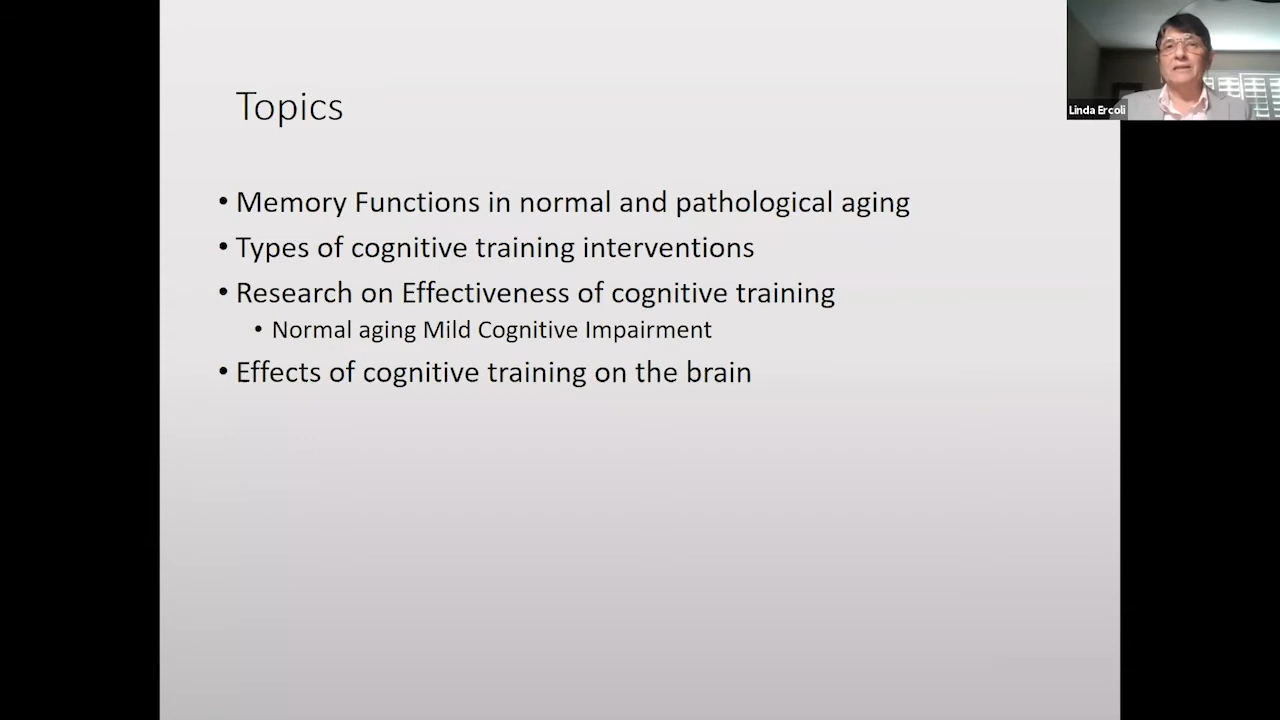 Linda Ercoli
Topics
• Memory Functions in normal and pathological aging
• Types of cognitive training interventions
• Research on Effectiveness of cognitive training
• Normal aging Mild Cognitive Impairment
• Effects of cognitive training on the brain